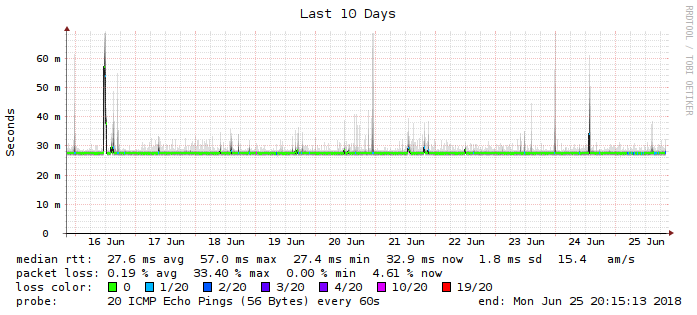 Last 10 Days
RRDTOOL / TOBI OETIKER
Seconds
60 m
50 m
40 m
30 m
20 m
10 m
0
16 Jun 17 Jun 18 Jun 19 Jun 20 Jun 21 Jun 22 Jun 23 Jun 24 Jun 25 Jun
median rtt: 27.6 ms avg 57.0 ms max 27.4 ms min 32.9 ms now 1.8 ms sd 15.4 am/s
packet loss: 0.19 % avg 33.40 % max 0.00 % min 4.61 % now
loss color: 0 1/20 2/20 3/20 4/20 10/20 19/20
probe: 20 ICMP Echo Pings (56 Bytes) every 60s end: Mon Jun 25 20:15:13 2018